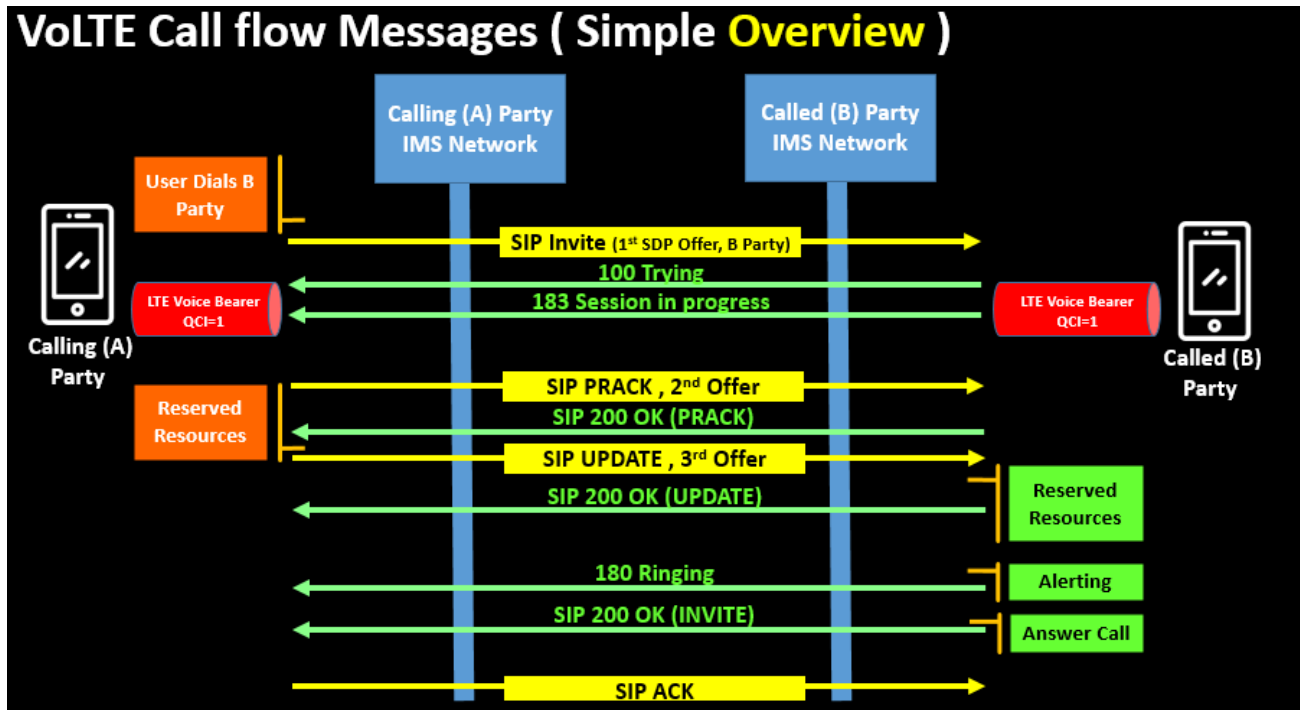 VoLTE Call flow Messages ( Simple Overview )
Calling (A) Party
IMS Network
Called (B) Party
IMS Network
User Dials B
Party
SIP Invite (1st SDP Offer, B Party)
100 Trying
183 Session in progress
LTE Voice Bearer
QCI=1
LTE Voice Bearer
QCI=1
Calling (A)
Party
Called (B)
Party
SIP PRACK , 2nd Offer
Reserved
Resources
SIP 200 OK (PRACK)
SIP UPDATE , 3rd Offer
SIP 200 OK (UPDATE)
Reserved
Resources
180 Ringing
Alerting
SIP 200 OK (INVITE)
Answer Call
SIP ACK